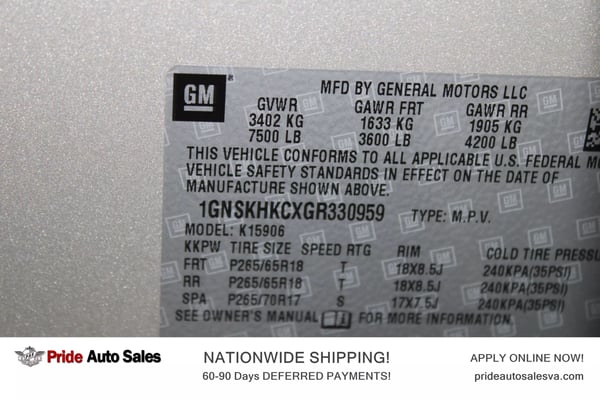 MFD BY GENERAL MOTORS LLC
GM ®
GVWR GAWR FRT GAWR RR
3402 KG 1633 KG 1905 KG
7500 LB 3600 LB 4200 LB
THIS VEHICLE CONFORMS TO ALL APPLICABLE U.S. FEDERAL M
VEHICLE SAFETY STANDARDS IN EFFECT ON THE DATE OF
MANUFACTURE SHOWN ABOVE.
1GNSKHKCXGR330959 TYPE: M.P.V.
MODEL: K15906
KKPW TIRE SIZE SPEED RTG RIM COLD TIRE PRESSU
FRT P265/65R18 T 18X8.5J 240KPA(35PSI)
RR P265/65R18 T 18X8.5J 240KPA(35PSI)
SPA P265/70R17 S 17X7.5J 240KPA(35PSI)
SEE OWNER'S MANUAL FOR MORE INFORMATION.
Pride Auto Sales
NATIONWIDE SHIPPING!
60-90 Days DEFERRED PAYMENTS!
APPLY ONLINE NOW!
prideautosalesva.com